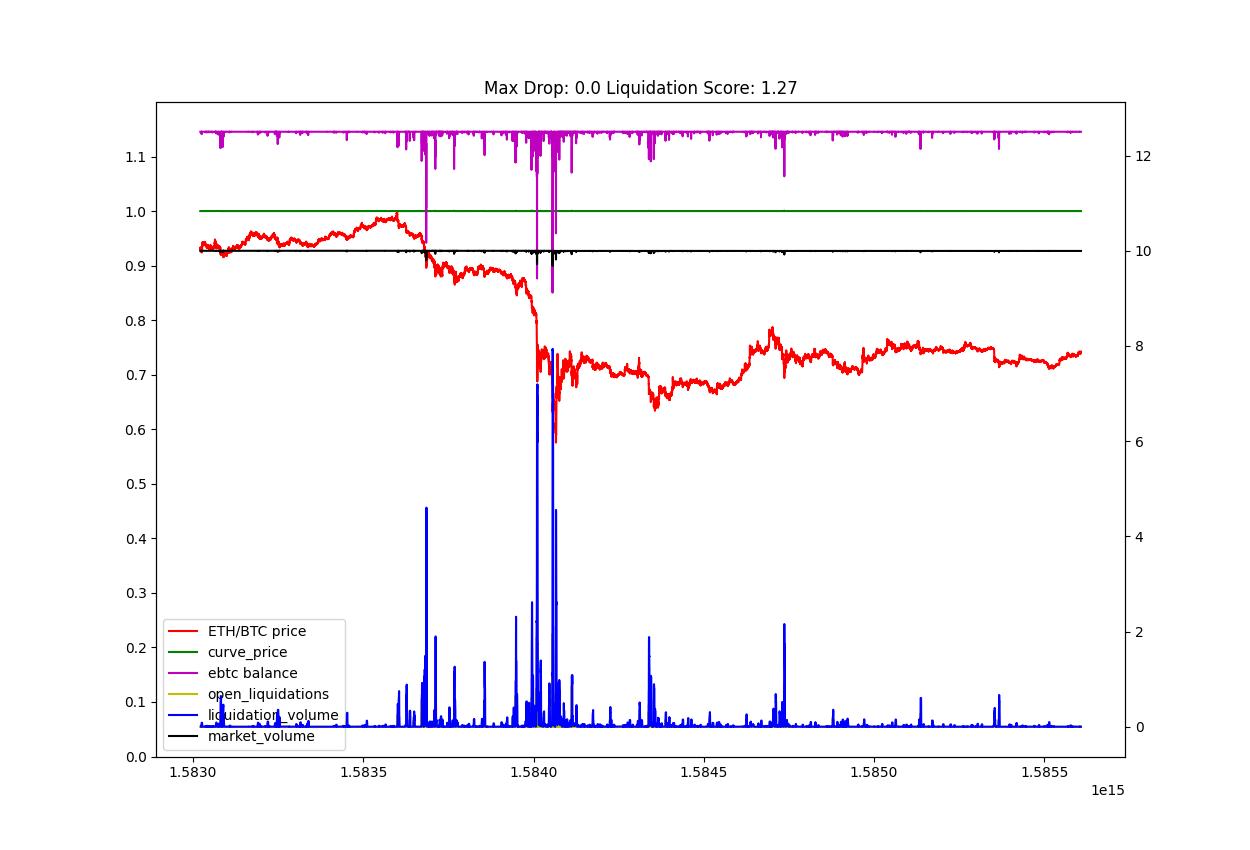 Max Drop: 0.0 Liquidation Score: 1.27
1.1
1.0
0.9
0.8
0.7
0.6
0.5
0.4
0.3
0.2
0.1
0.0
12
10
8
6
4
2
0
ETH/BTC price
curve_price
ebtc balance
open_liquidations
liquidation_volume
market_volume
1.5830 1.5835 1.5840 1.5845 1.5850 1.5855
1e15